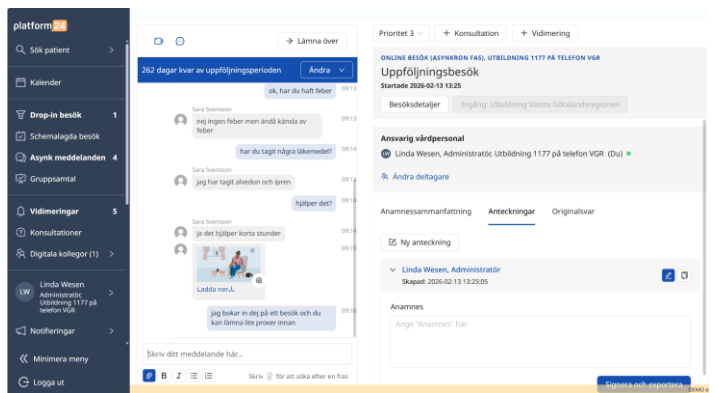 platform24
Sök patient
Kalender
Drop-in besök 1
Schemalagda besök
Asynk meddelanden 4
Gruppsamtal
Vidimeringar 5
Konsultationer
Digitala kollegor (1)
LW
Linda Wesen
Administratör,
Utbildning 1177 på
telefon VGR
Notifieringar
Minimera meny
Logga ut
Lämna över
262 dagar kvar av uppföljningsperioden
Ändra
ok, har du haft feber 09:13
Sara Svensson
nej ingen feber men ändå känsla av 09:13
feber
har du tagit några läkemedel? 09:14
Sara Svensson
jag har tagit alvedon och ipren 09:14
hjälper det? 09:14
Sara Svensson
ja det hjälper korta stunder 09:14
09:15
Ladda ner
jag bokar in dej på ett besök och du 09:16
kan lämna lite prover innan
Skriv ditt meddelande här...
B I
Skriv / för att söka efter en fras
Prioritet 3
+ Konsultation
+ Vidimering
ONLINE BESÖK (ASYNKRON FAS), UTBILDNING 1177 PÅ TELEFON VGR
Uppföljningsbesök
Startade 2026-02-13 13:25
Besöksdetaljer
Ingång: Utbildning Västra Götalandsregionen
Ansvarig vårdpersonal
LW Linda Wesen, Administratör, Utbildning 1177 på telefon VGR (Du)
Ändra deltagare
Anamnessammanfattning
Anteckningar
Originalsvar
Ny anteckning
Linda Wesen, Administratör
Skapad: 2026-02-13 13:25:05
Anamnes
Ange "Anamnes" här
Signera och exportera
DEMO e